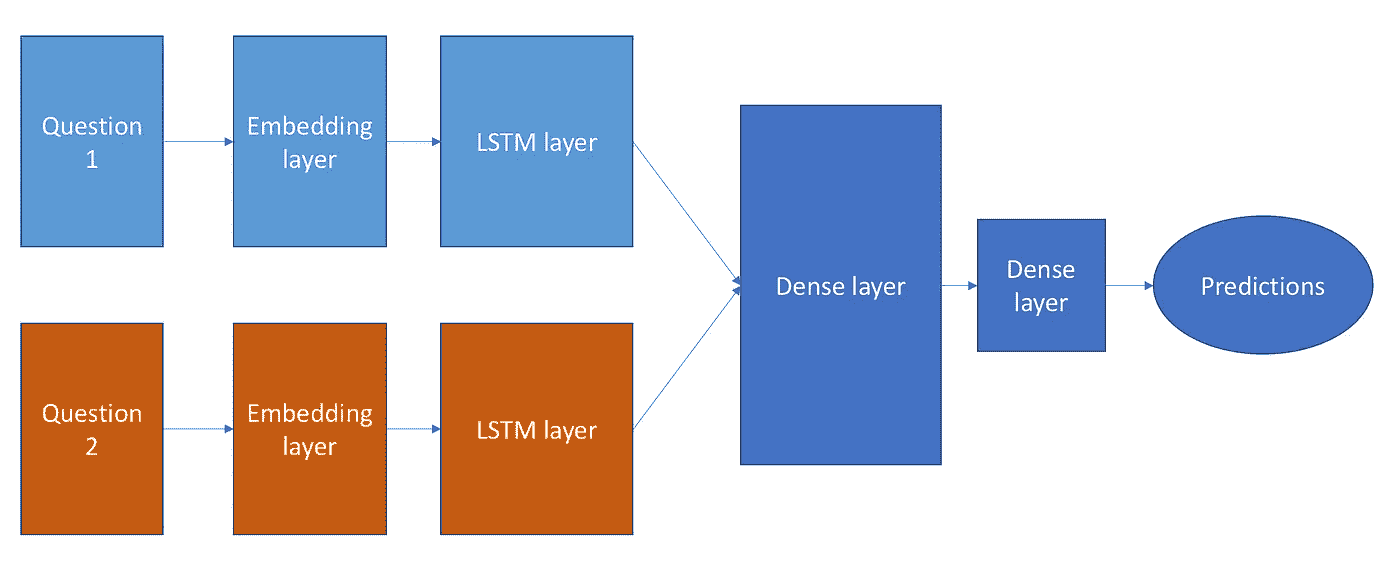 Question
1
Embedding
layer
LSTM layer
Question
2
Embedding
layer
LSTM layer
Dense layer
Dense
layer
Predictions